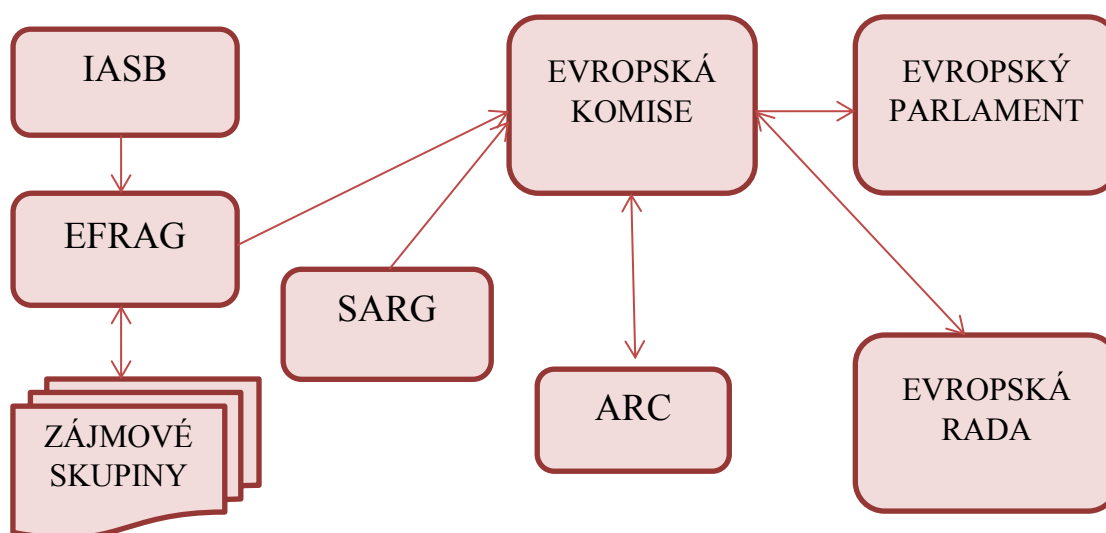 IASB
EFRAG
ZÁJMOVÉ
SKUPINY
SARG
EVROPSKÁ
KOMISE
ARC
EVROPSKÝ
PARLAMENT
EVROPSKÁ
RADA